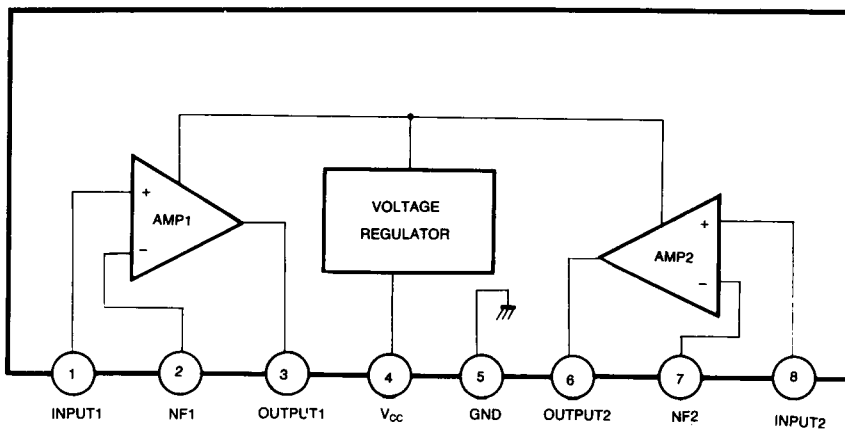 VOLTAGE
REGULATOR
+
AMP1
−
+
AMP2
−
1
2
3
4
5
6
7
8
INPUT1
NF1
OUTPUT1
VCC
GND
OUTPUT2
NF2
INPUT2